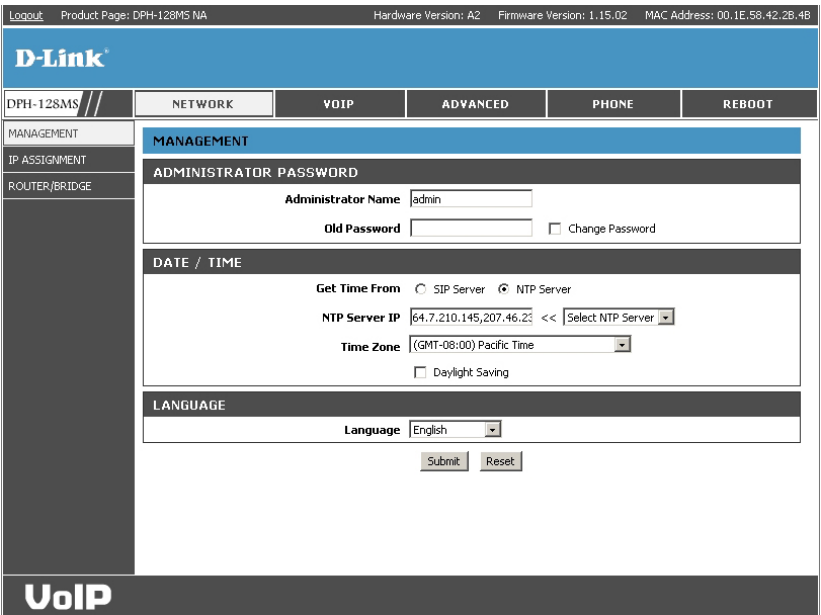 Logout Product Page: DPH-128MS NA Hardware Version: A2 Firmware Version: 1.15.02 MAC Address: 00.1E.58.42.2B.4B
D-Link
DPH-128MS NETWORK VOIP ADVANCED PHONE REBOOT
MANAGEMENT
IP ASSIGNMENT
ROUTER/BRIDGE
MANAGEMENT
ADMINISTRATOR PASSWORD
Administrator Name admin
Old Password Change Password
DATE / TIME
Get Time From SIP Server NTP Server
NTP Server IP 64.7.210.145,207.46.23 << Select NTP Server
Time Zone (GMT-08:00) Pacific Time
Daylight Saving
LANGUAGE
Language English
Submit Reset
VoIP